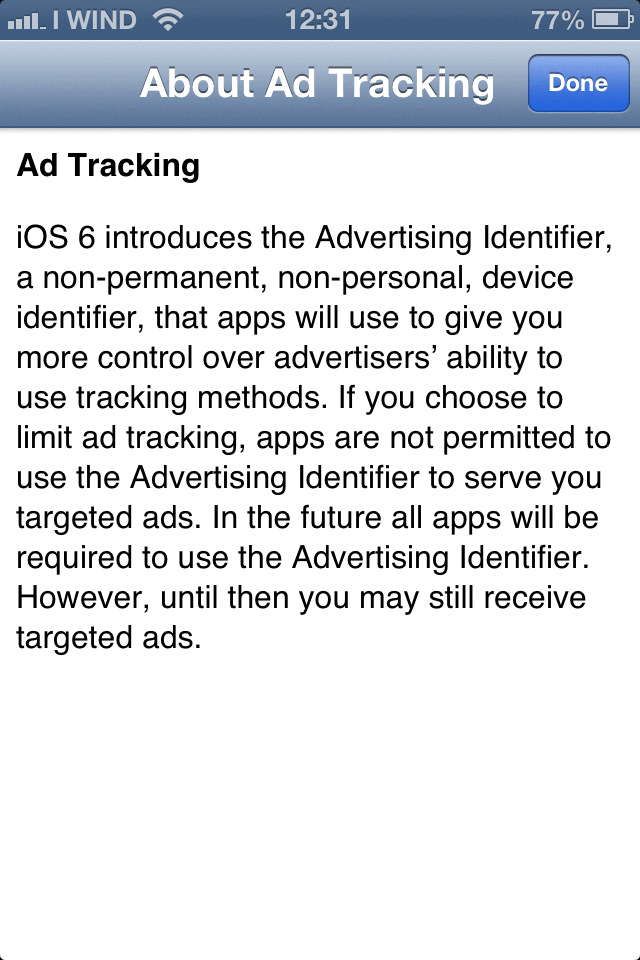 I WIND 12:31 77%
About Ad Tracking Done
Ad Tracking
iOS 6 introduces the Advertising Identifier,
a non-permanent, non-personal, device
identifier, that apps will use to give you
more control over advertisers’ ability to
use tracking methods. If you choose to
limit ad tracking, apps are not permitted to
use the Advertising Identifier to serve you
targeted ads. In the future all apps will be
required to use the Advertising Identifier.
However, until then you may still receive
targeted ads.